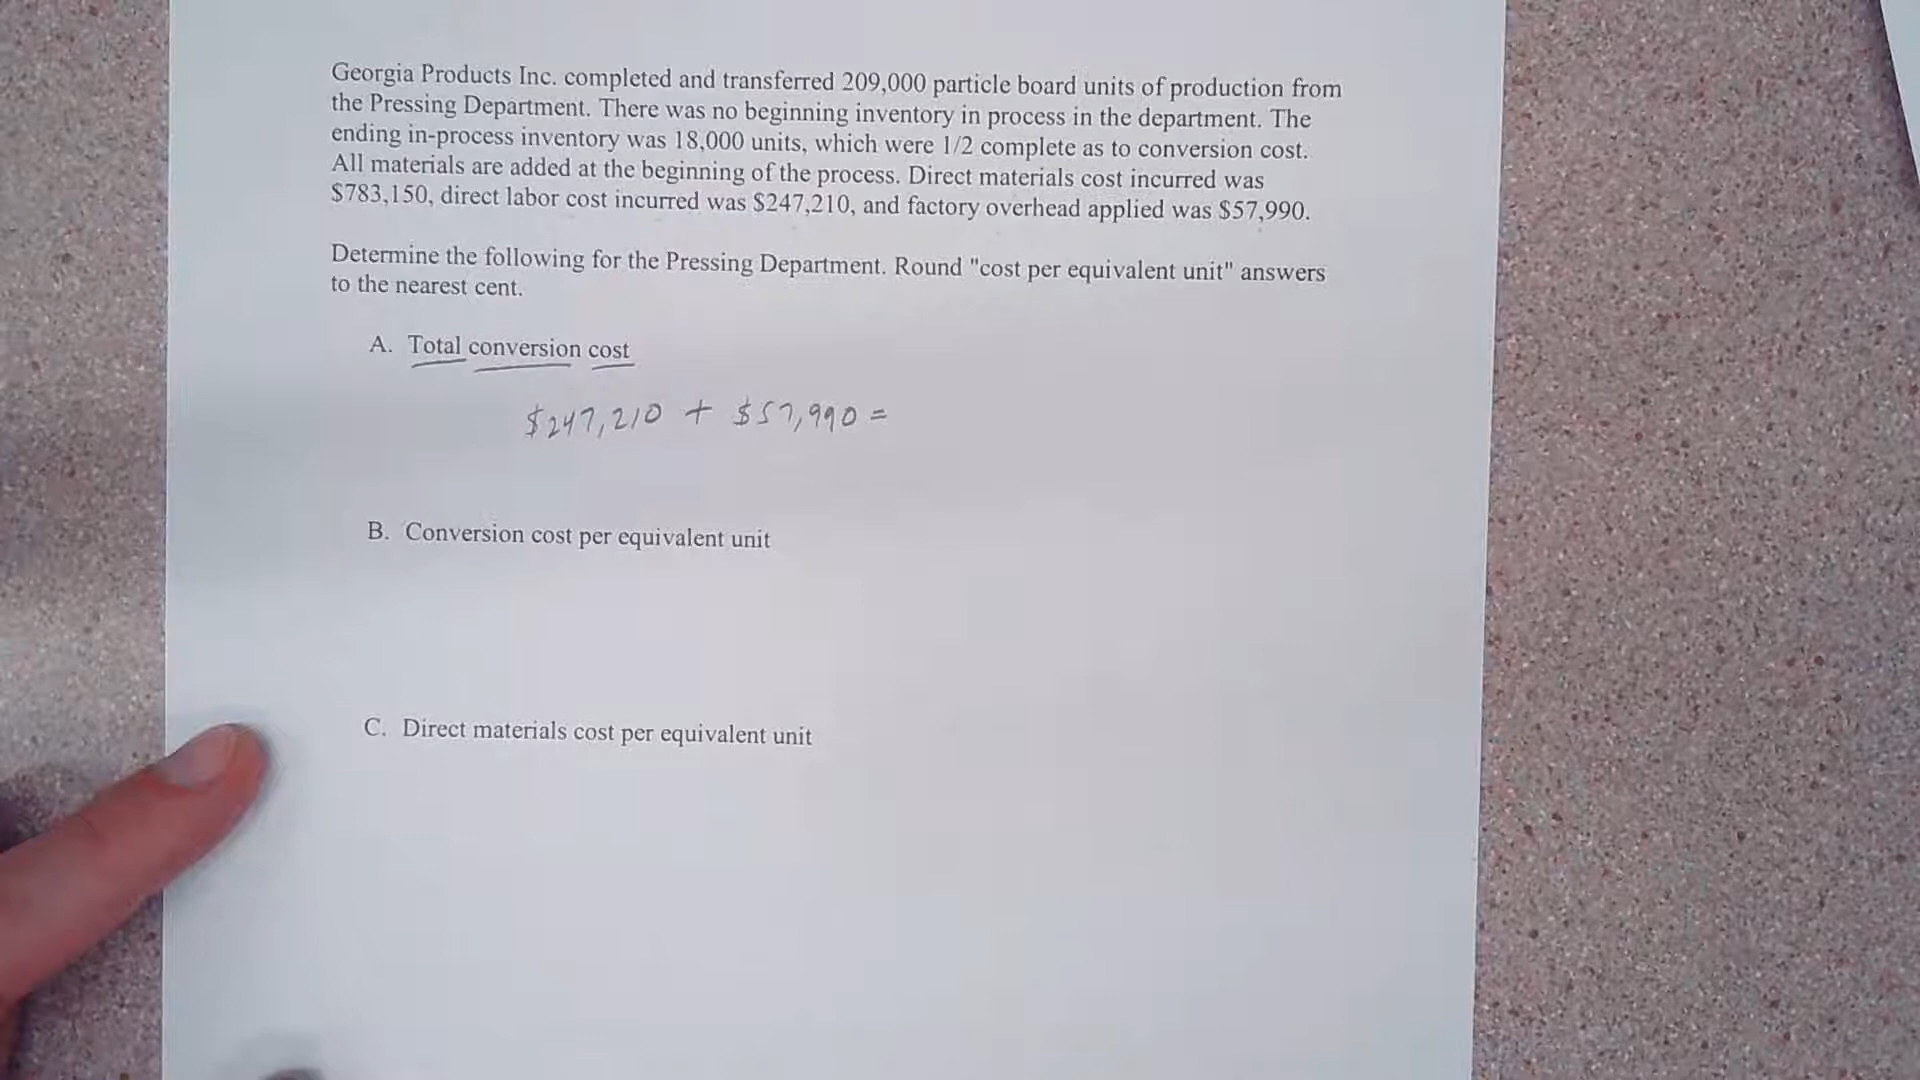 Georgia Products Inc. completed and transferred 209,000 particle board units of production from
the Pressing Department. There was no beginning inventory in process in the department. The
ending in-process inventory was 18,000 units, which were 1/2 complete as to conversion cost.
All materials are added at the beginning of the process. Direct materials cost incurred was
$783,150, direct labor cost incurred was $247,210, and factory overhead applied was $57,990.
Determine the following for the Pressing Department. Round "cost per equivalent unit" answers
to the nearest cent.
A. Total conversion cost
$247,210 + $57,990 =
B. Conversion cost per equivalent unit
C. Direct materials cost per equivalent unit